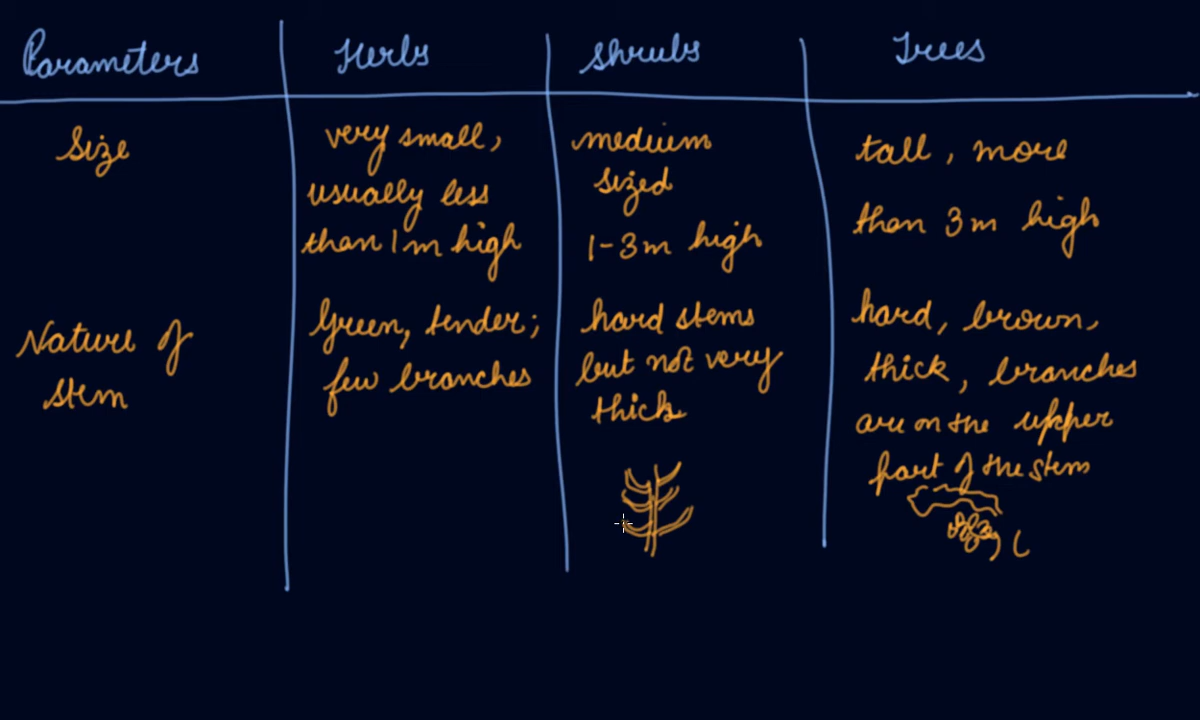 Parameters Herbs Shrubs Trees
Size
very small,
usually less
than 1m high
medium
sized
1-3m high
tall, more
than 3m high
Nature of
stem
Green, tender;
few branches
hard stems
but not very
thick
hard, brown,
thick, branches
are on the upper
part of the stem